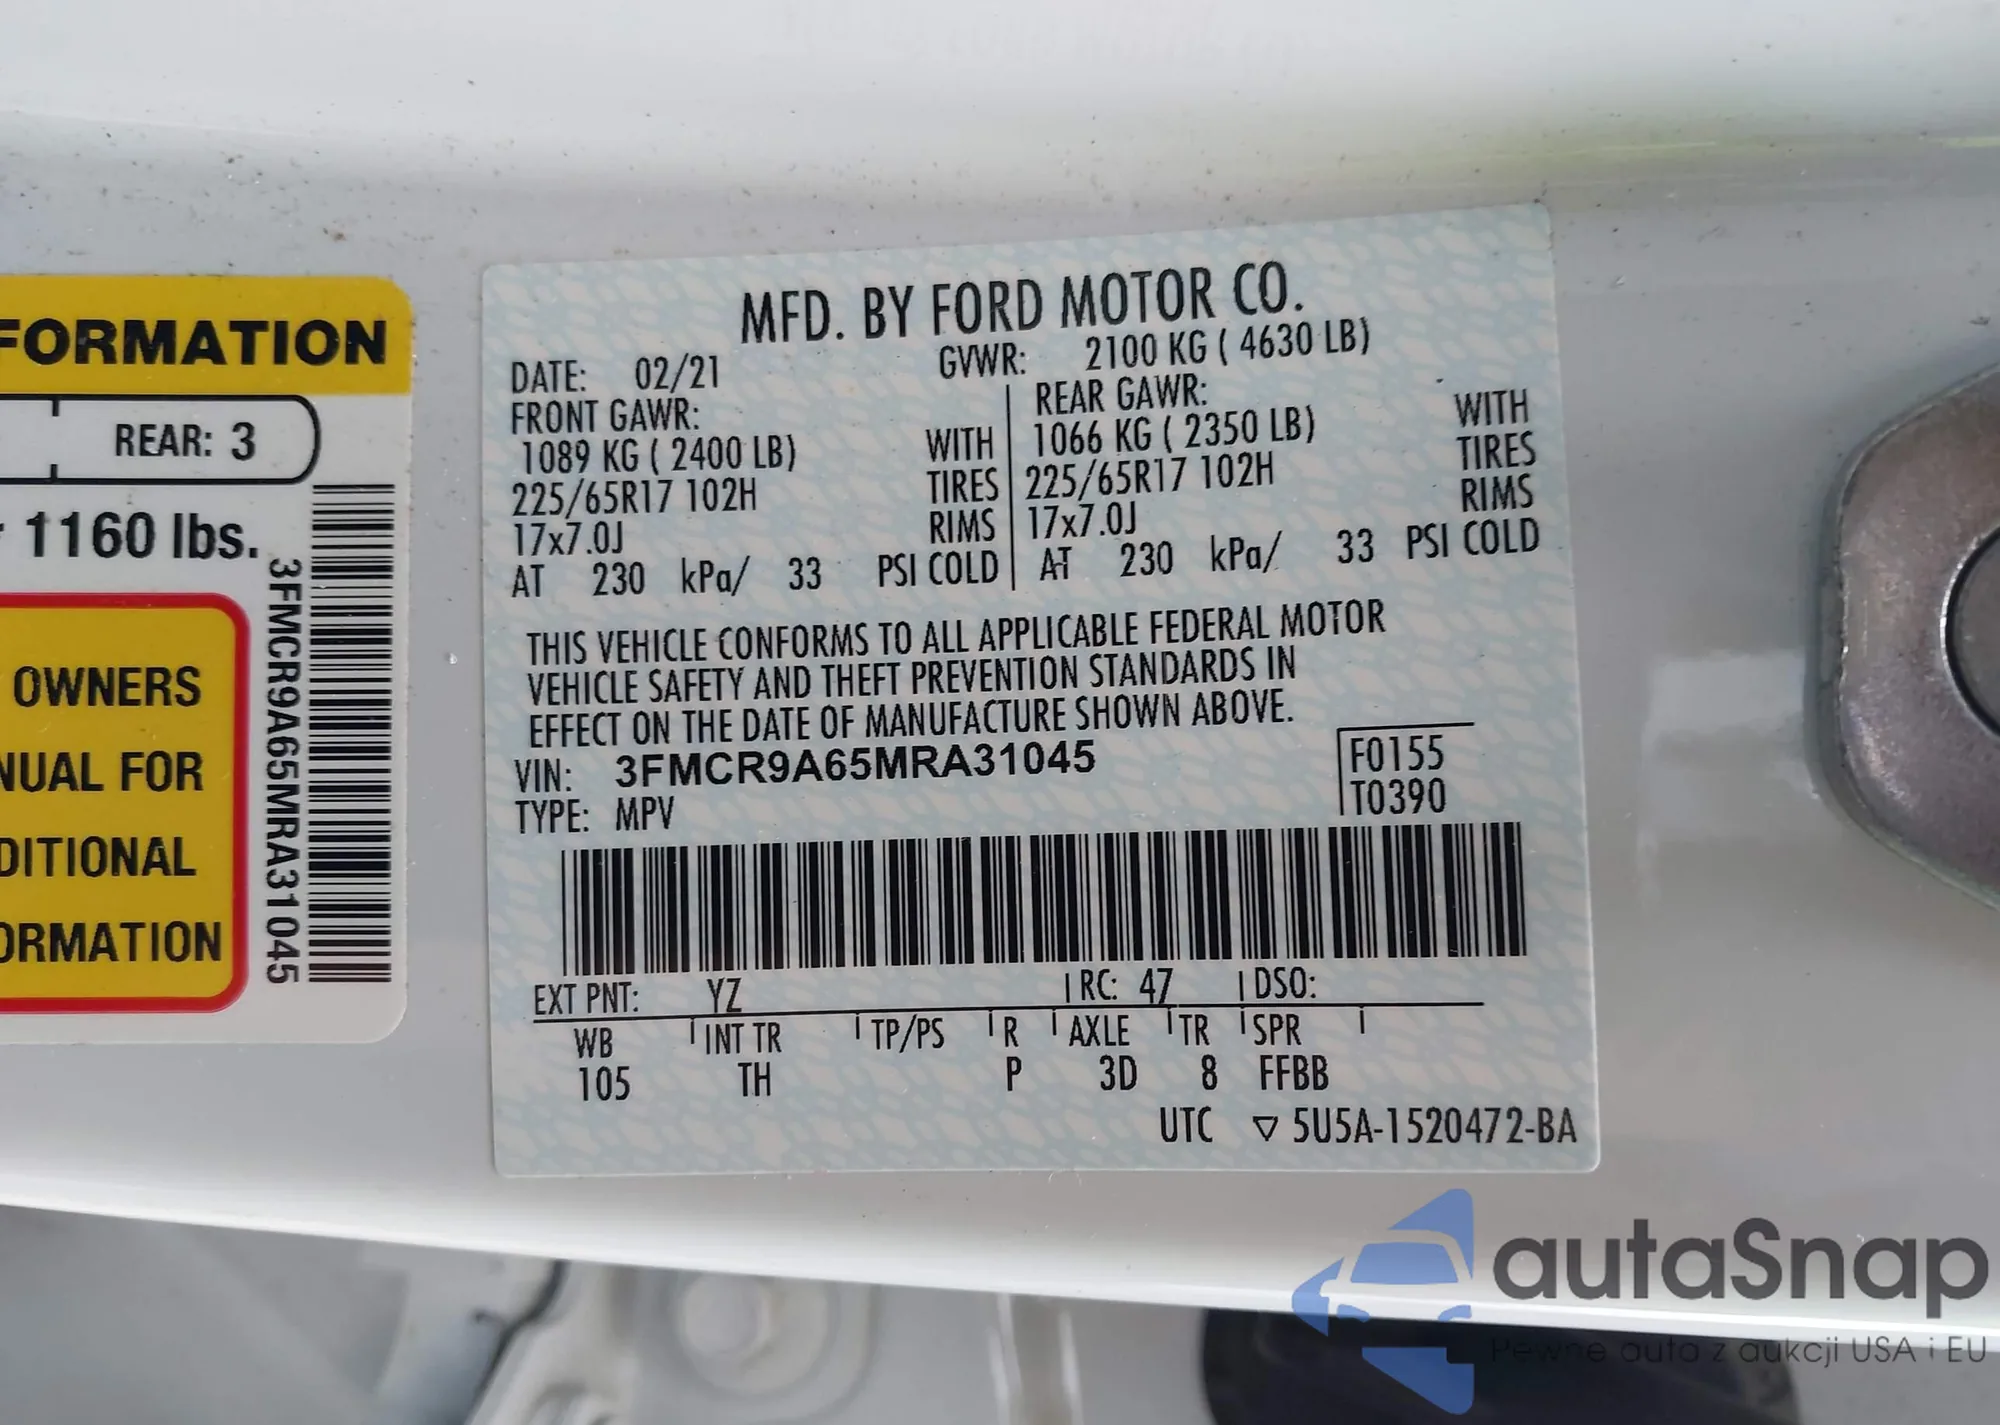 FORMATION
REAR: 3
1160 lbs.
OWNERS
NUAL FOR
DITIONAL
ORMATION
3FMCR9A65MRA31045
MFD. BY FORD MOTOR CO.
DATE: 02/21 GVWR: 2100 KG ( 4630 LB)
FRONT GAWR: REAR GAWR:
1089 KG ( 2400 LB) WITH 1066 KG ( 2350 LB) WITH
225/65R17 102H TIRES 225/65R17 102H TIRES
17x7.0J RIMS 17x7.0J RIMS
AT 230 kPa/ 33 PSI COLD AT 230 kPa/ 33 PSI COLD
THIS VEHICLE CONFORMS TO ALL APPLICABLE FEDERAL MOTOR
VEHICLE SAFETY AND THEFT PREVENTION STANDARDS IN
EFFECT ON THE DATE OF MANUFACTURE SHOWN ABOVE.
VIN: 3FMCR9A65MRA31045 F0155
TYPE: MPV T0390
EXT PNT: YZ RC: 47 DSO:
WB INT TR TP/PS R AXLE TR SPR
105 TH P 3D 8 FFBB
UTC ▽ 5U5A-1520472-BA
autaSnap
Pewne auta z aukcji USA i EU